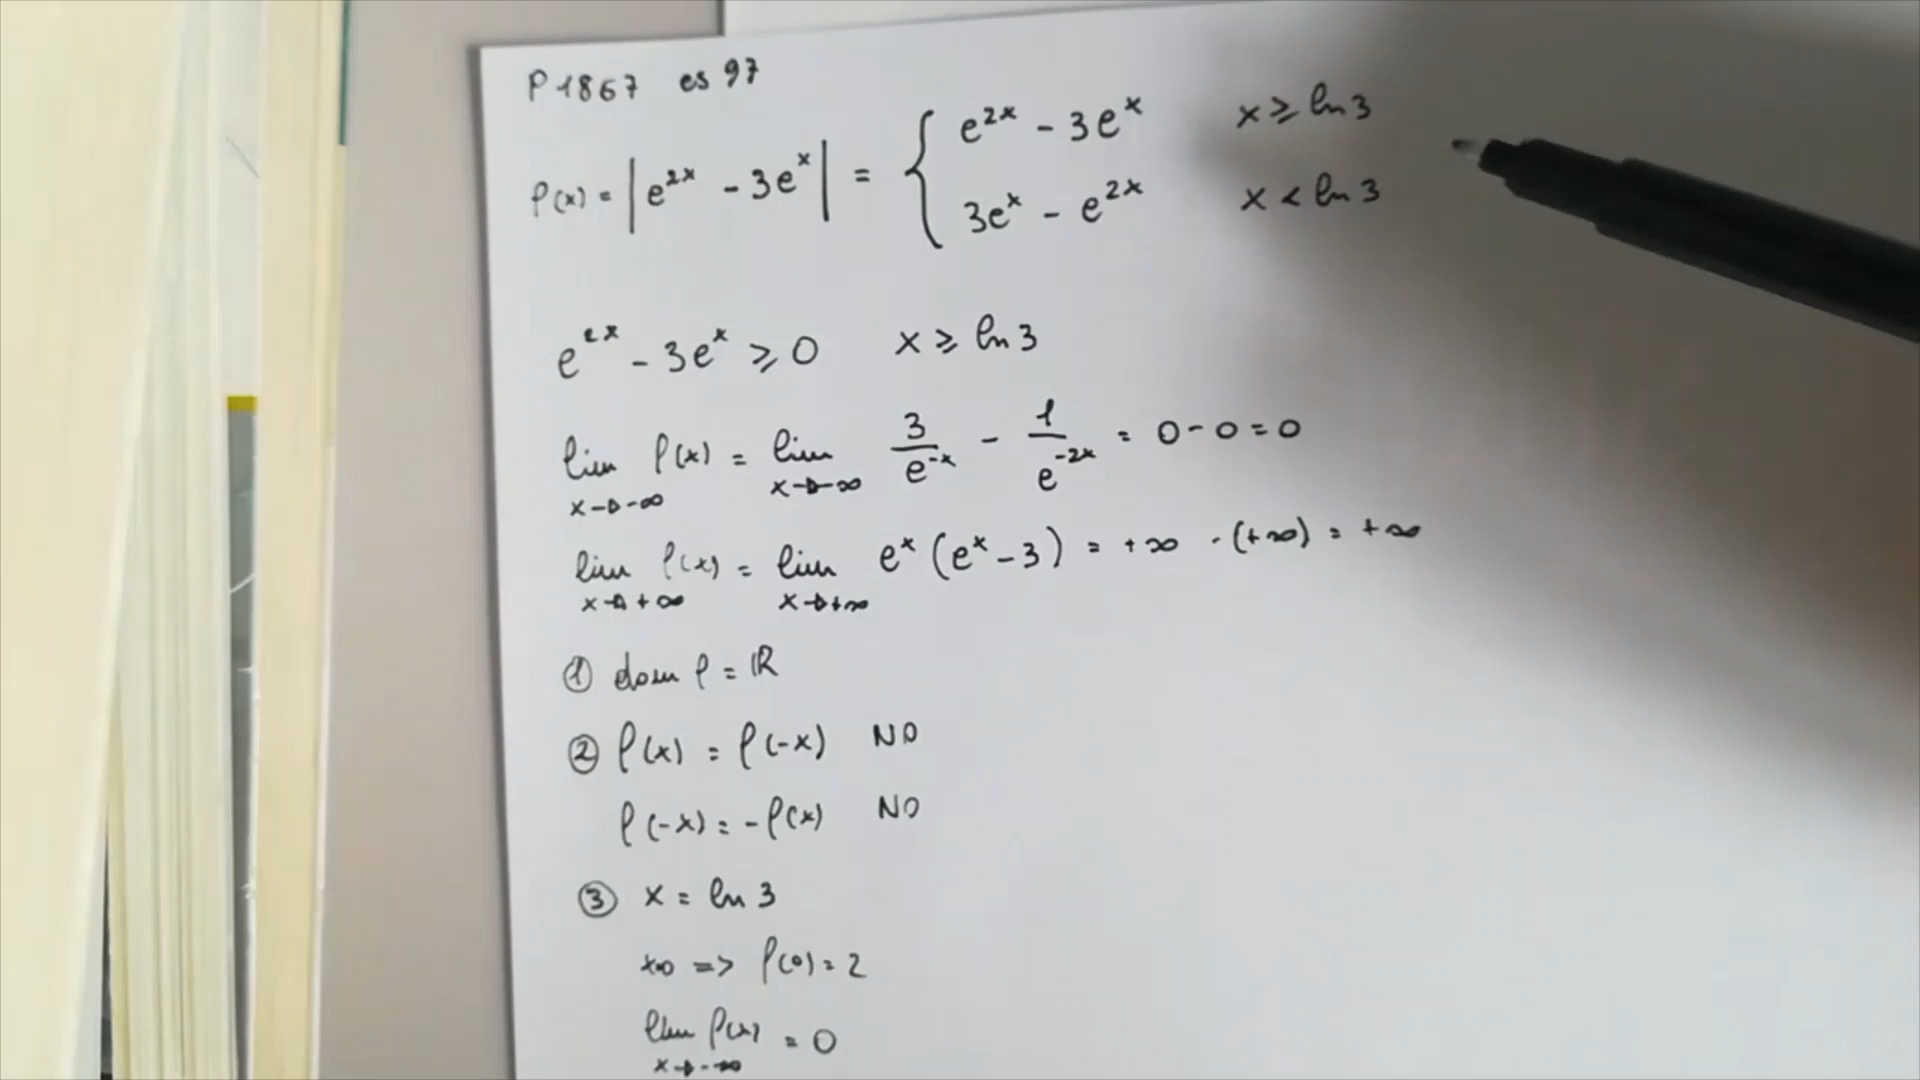 P 1867 es 97
f(x) = |e^{2x} - 3e^x| = { e^{2x} - 3e^x x ≥ ln 3
3e^x - e^{2x} x < ln 3
e^{2x} - 3e^x ≥ 0 x ≥ ln 3
lim_{x→-∞} f(x) = lim_{x→-∞} 3/e^{-x} - 1/e^{-2x} = 0 - 0 = 0
lim_{x→+∞} f(x) = lim_{x→+∞} e^x (e^x - 3) = +∞ · (+∞) = +∞
① dom f = ℝ
② f(x) = f(-x) NO
f(-x) = -f(x) NO
③ x = ln 3
x=0 => f(0) = 2
lim_{x→-∞} f(x) = 0